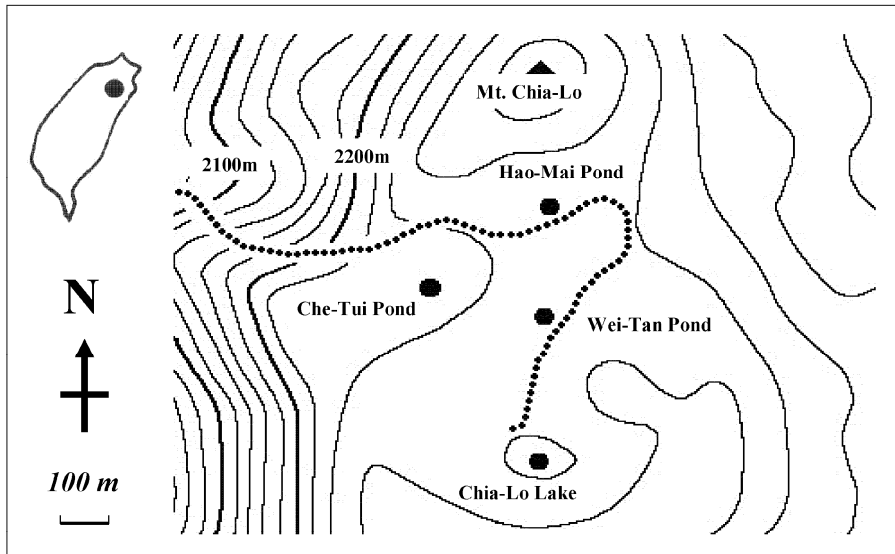 Mt. Chia-Lo
2100m
2200m
Hao-Mai Pond
Che-Tui Pond
Wei-Tan Pond
N
100 m
Chia-Lo Lake